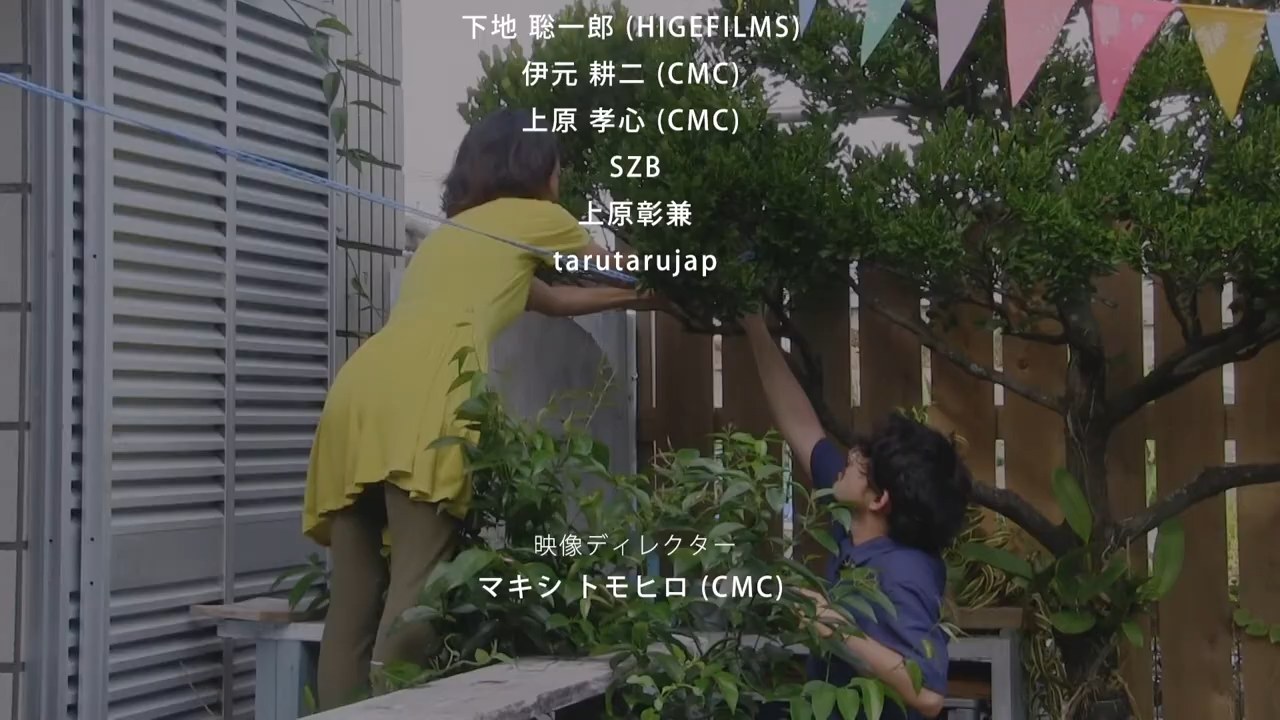 下地 聡一郎 (HIGEFILMS)
伊元 耕二 (CMC)
上原 孝心 (CMC)
SZB
上原彰兼
tarutarujap
映像ディレクター
マキシ トモヒロ (CMC)